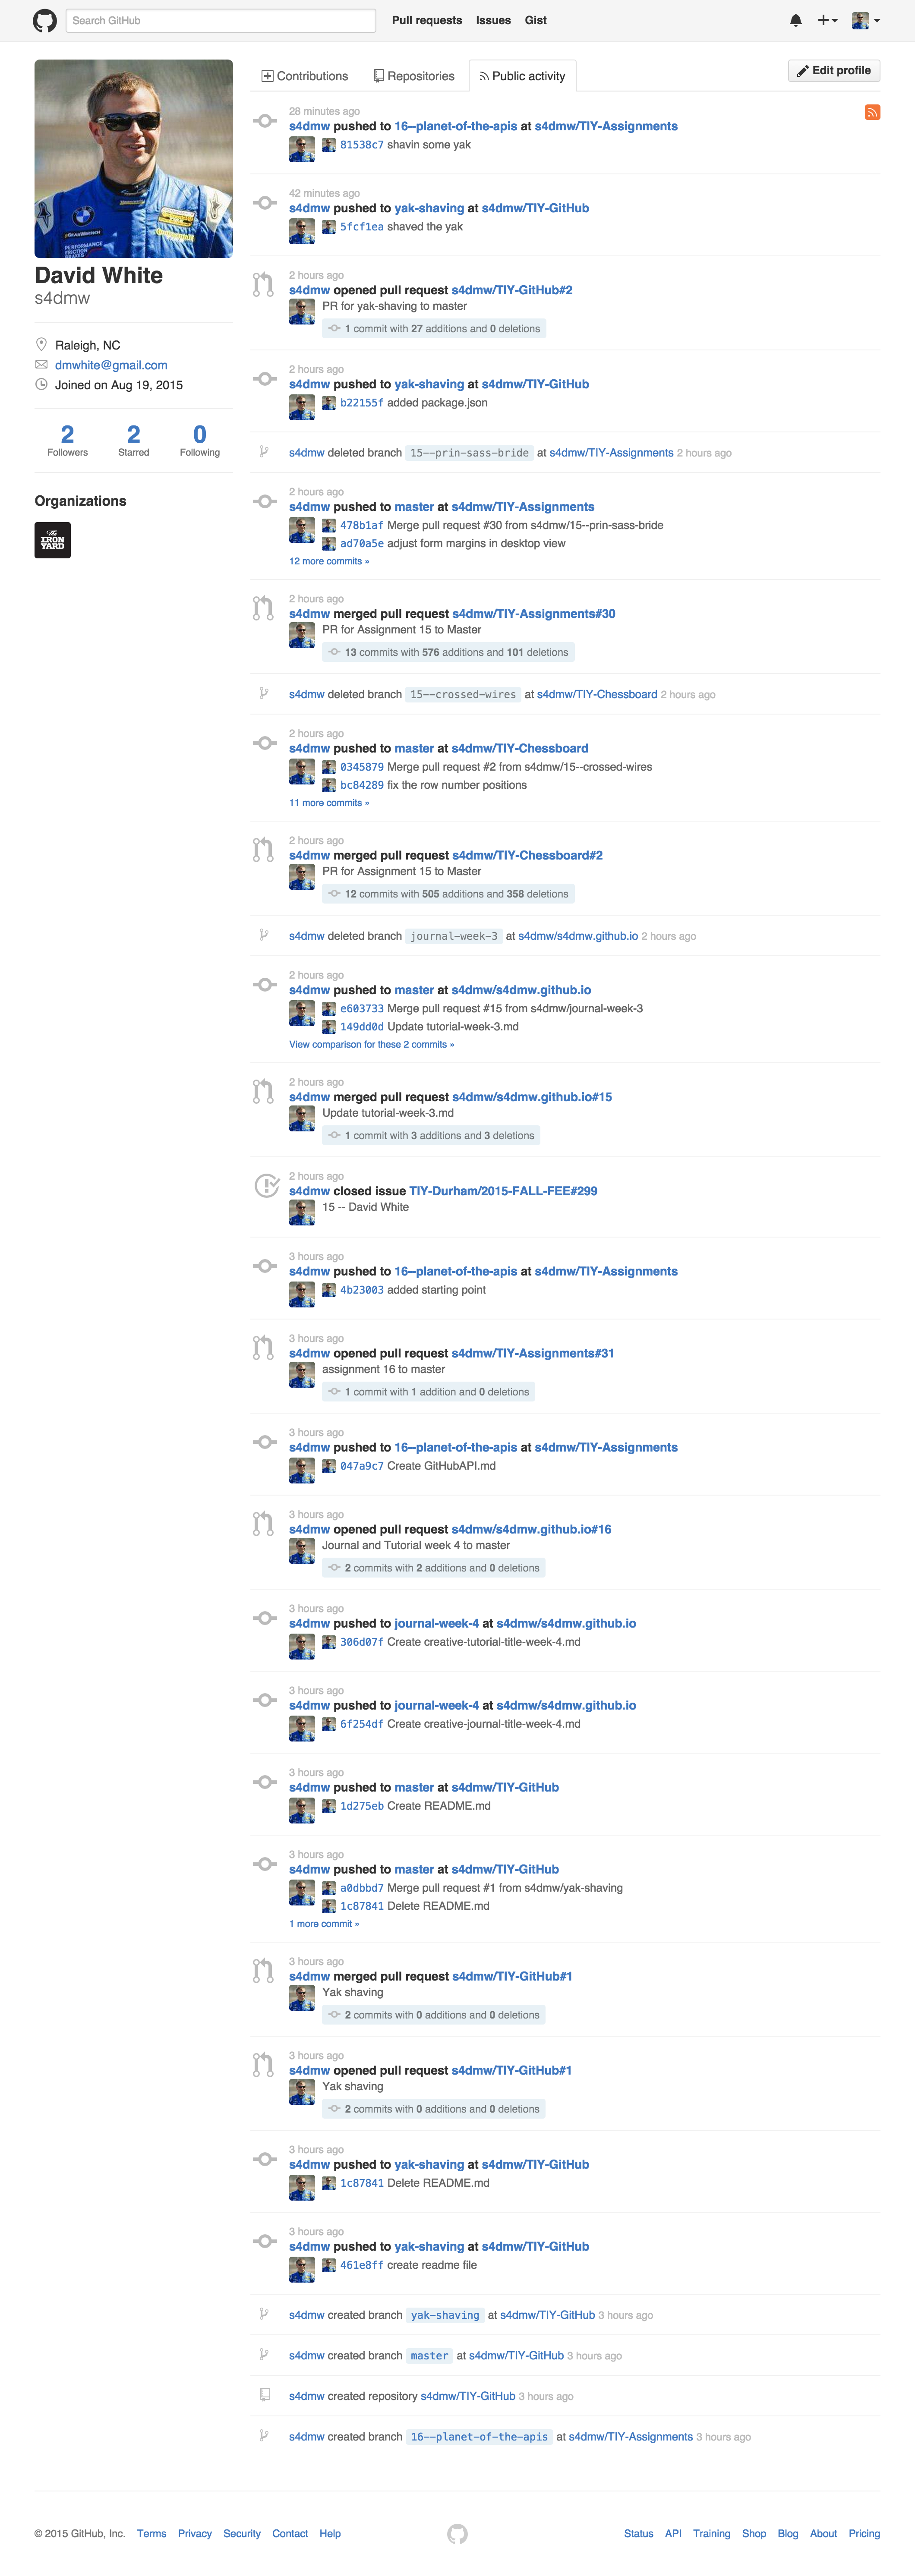 Search GitHub
Pull requests Issues Gist
Contributions Repositories Public activity
Edit profile
PERFORMANCE
FRICTION
BRAKES
David White
s4dmw
Raleigh, NC
dmwhite@gmail.com
Joined on Aug 19, 2015
2 2 0
Followers Starred Following
Organizations
The
IRON
YARD
28 minutes ago
s4dmw pushed to 16--planet-of-the-apis at s4dmw/TIY-Assignments
81538c7 shavin some yak
42 minutes ago
s4dmw pushed to yak-shaving at s4dmw/TIY-GitHub
5fcf1ea shaved the yak
2 hours ago
s4dmw opened pull request s4dmw/TIY-GitHub#2
PR for yak-shaving to master
1 commit with 27 additions and 0 deletions
2 hours ago
s4dmw pushed to yak-shaving at s4dmw/TIY-GitHub
b22155f added package.json
s4dmw deleted branch 15--prin-sass-bride at s4dmw/TIY-Assignments 2 hours ago
2 hours ago
s4dmw pushed to master at s4dmw/TIY-Assignments
478b1af Merge pull request #30 from s4dmw/15--prin-sass-bride
ad70a5e adjust form margins in desktop view
12 more commits »
2 hours ago
s4dmw merged pull request s4dmw/TIY-Assignments#30
PR for Assignment 15 to Master
13 commits with 576 additions and 101 deletions
s4dmw deleted branch 15--crossed-wires at s4dmw/TIY-Chessboard 2 hours ago
2 hours ago
s4dmw pushed to master at s4dmw/TIY-Chessboard
0345879 Merge pull request #2 from s4dmw/15--crossed-wires
bc84289 fix the row number positions
11 more commits »
2 hours ago
s4dmw merged pull request s4dmw/TIY-Chessboard#2
PR for Assignment 15 to Master
12 commits with 505 additions and 358 deletions
s4dmw deleted branch journal-week-3 at s4dmw/s4dmw.github.io 2 hours ago
2 hours ago
s4dmw pushed to master at s4dmw/s4dmw.github.io
e603733 Merge pull request #15 from s4dmw/journal-week-3
149dd0d Update tutorial-week-3.md
View comparison for these 2 commits »
2 hours ago
s4dmw merged pull request s4dmw/s4dmw.github.io#15
Update tutorial-week-3.md
1 commit with 3 additions and 3 deletions
2 hours ago
s4dmw closed issue TIY-Durham/2015-FALL-FEE#299
15 -- David White
3 hours ago
s4dmw pushed to 16--planet-of-the-apis at s4dmw/TIY-Assignments
4b23003 added starting point
3 hours ago
s4dmw opened pull request s4dmw/TIY-Assignments#31
assignment 16 to master
1 commit with 1 addition and 0 deletions
3 hours ago
s4dmw pushed to 16--planet-of-the-apis at s4dmw/TIY-Assignments
047a9c7 Create GitHubAPI.md
3 hours ago
s4dmw opened pull request s4dmw/s4dmw.github.io#16
Journal and Tutorial week 4 to master
2 commits with 2 additions and 0 deletions
3 hours ago
s4dmw pushed to journal-week-4 at s4dmw/s4dmw.github.io
306d07f Create creative-tutorial-title-week-4.md
3 hours ago
s4dmw pushed to journal-week-4 at s4dmw/s4dmw.github.io
6f254df Create creative-journal-title-week-4.md
3 hours ago
s4dmw pushed to master at s4dmw/TIY-GitHub
1d275eb Create README.md
3 hours ago
s4dmw pushed to master at s4dmw/TIY-GitHub
a0dbbd7 Merge pull request #1 from s4dmw/yak-shaving
1c87841 Delete README.md
1 more commit »
3 hours ago
s4dmw merged pull request s4dmw/TIY-GitHub#1
Yak shaving
2 commits with 0 additions and 0 deletions
3 hours ago
s4dmw opened pull request s4dmw/TIY-GitHub#1
Yak shaving
2 commits with 0 additions and 0 deletions
3 hours ago
s4dmw pushed to yak-shaving at s4dmw/TIY-GitHub
1c87841 Delete README.md
3 hours ago
s4dmw pushed to yak-shaving at s4dmw/TIY-GitHub
461e8ff create readme file
s4dmw created branch yak-shaving at s4dmw/TIY-GitHub 3 hours ago
s4dmw created branch master at s4dmw/TIY-GitHub 3 hours ago
s4dmw created repository s4dmw/TIY-GitHub 3 hours ago
s4dmw created branch 16--planet-of-the-apis at s4dmw/TIY-Assignments 3 hours ago
© 2015 GitHub, Inc. Terms Privacy Security Contact Help
Status API Training Shop Blog About Pricing